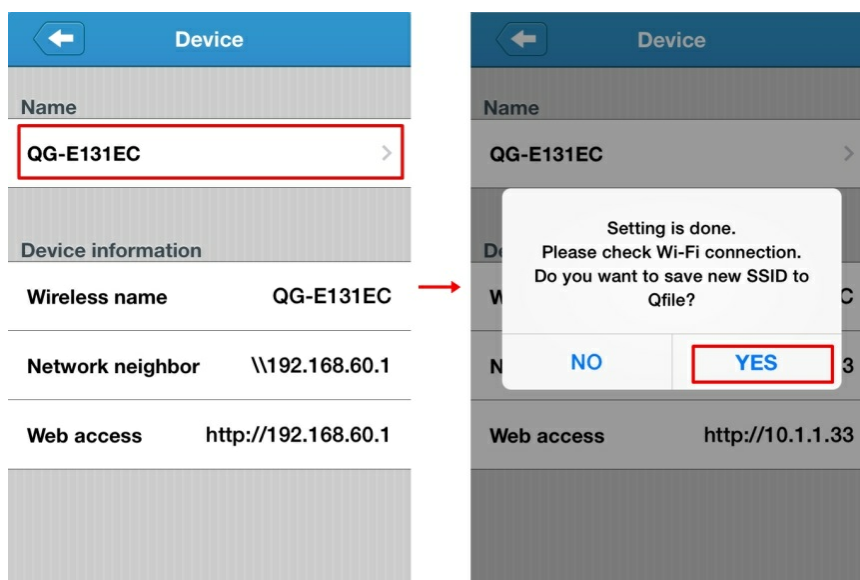 Device
Name
QG-E131EC
Device information
Wireless name QG-E131EC
Network neighbor \\192.168.60.1
Web access http://192.168.60.1
Device
Name
QG-E131EC
De
W C
N 3
Setting is done.
Please check Wi-Fi connection.
Do you want to save new SSID to
Qfile?
NO YES
Web access http://10.1.1.33